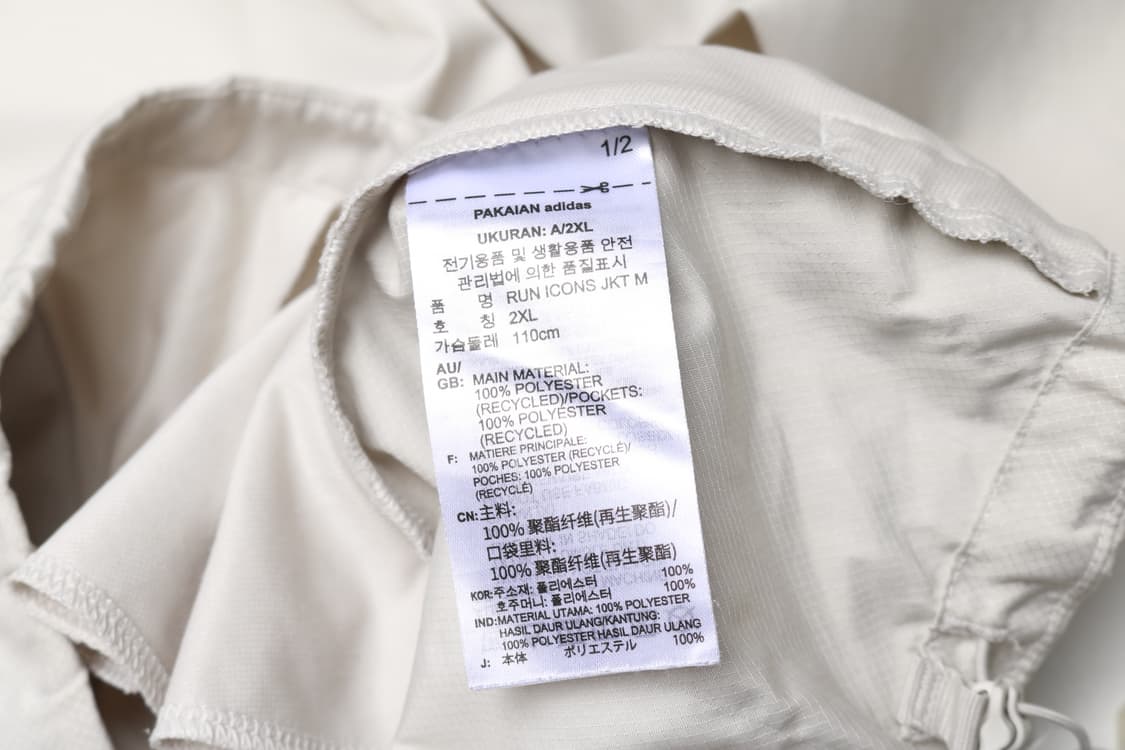 1/2
PAKAIAN adidas
UKURAN: A/2XL
전기용품 및 생활용품 안전
관리법에 의한 품질표시
품 명 RUN ICONS JKT M
호 칭 2XL
가슴둘레 110cm
AU/
GB: MAIN MATERIAL:
100% POLYESTER
(RECYCLED)/POCKETS:
100% POLYESTER
(RECYCLED)
F: MATIERE PRINCIPALE:
100% POLYESTER (RECYCLÉ)/
POCHES: 100% POLYESTER
(RECYCLÉ)
CN:主料:
100% 聚酯纤维(再生聚酯)/
口袋里料:
100% 聚酯纤维(再生聚酯)
KOR:주소재: 폴리에스터 100%
호주머니: 폴리에스터 100%
IND:MATERIAL UTAMA: 100% POLYESTER
HASIL DAUR ULANG/KANTUNG:
100% POLYESTER HASIL DAUR ULANG
J: 本体 ポリエステル 100%